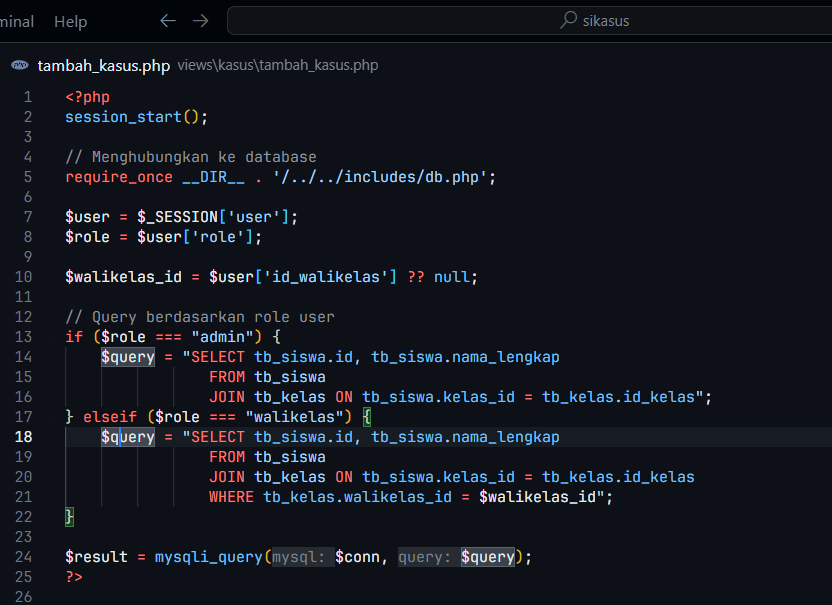 minal Help ← → sikasus
php tambah_kasus.php views\kasus\tambah_kasus.php
1 <?php
2 session_start();
3
4 // Menghubungkan ke database
5 require_once __DIR__ . '/../../includes/db.php';
6
7 $user = $_SESSION['user'];
8 $role = $user['role'];
9
10 $walikelas_id = $user['id_walikelas'] ?? null;
11
12 // Query berdasarkan role user
13 if ($role === "admin") {
14 $query = "SELECT tb_siswa.id, tb_siswa.nama_lengkap
15 FROM tb_siswa
16 JOIN tb_kelas ON tb_siswa.kelas_id = tb_kelas.id_kelas";
17 } elseif ($role === "walikelas") {
18 $query = "SELECT tb_siswa.id, tb_siswa.nama_lengkap
19 FROM tb_siswa
20 JOIN tb_kelas ON tb_siswa.kelas_id = tb_kelas.id_kelas
21 WHERE tb_kelas.walikelas_id = $walikelas_id";
22 }
23
24 $result = mysqli_query(mysql: $conn, query: $query);
25 ?>
26